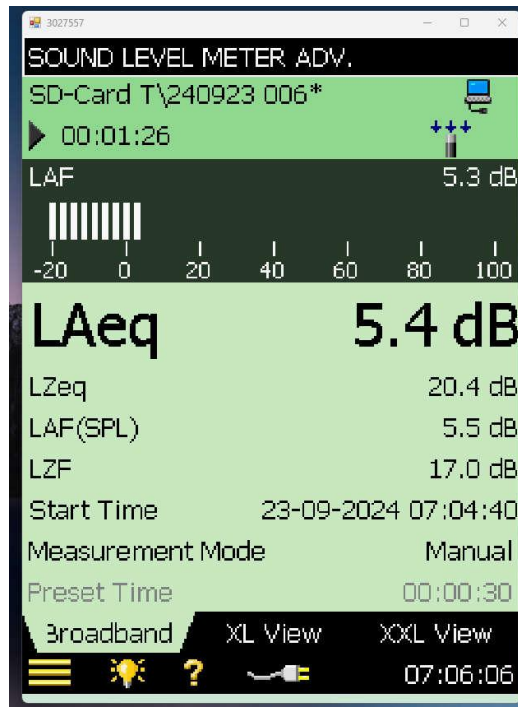 3027557
SOUND LEVEL METER ADV.
SD-Card T\240923 006*
00:01:26
LAF 5.3 dB
-20 0 20 40 60 80 100
LAeq 5.4 dB
LZeq 20.4 dB
LAF(SPL) 5.5 dB
LZF 17.0 dB
Start Time 23-09-2024 07:04:40
Measurement Mode Manual
Preset Time 00:00:30
Broadband XL View XXL View
? 07:06:06